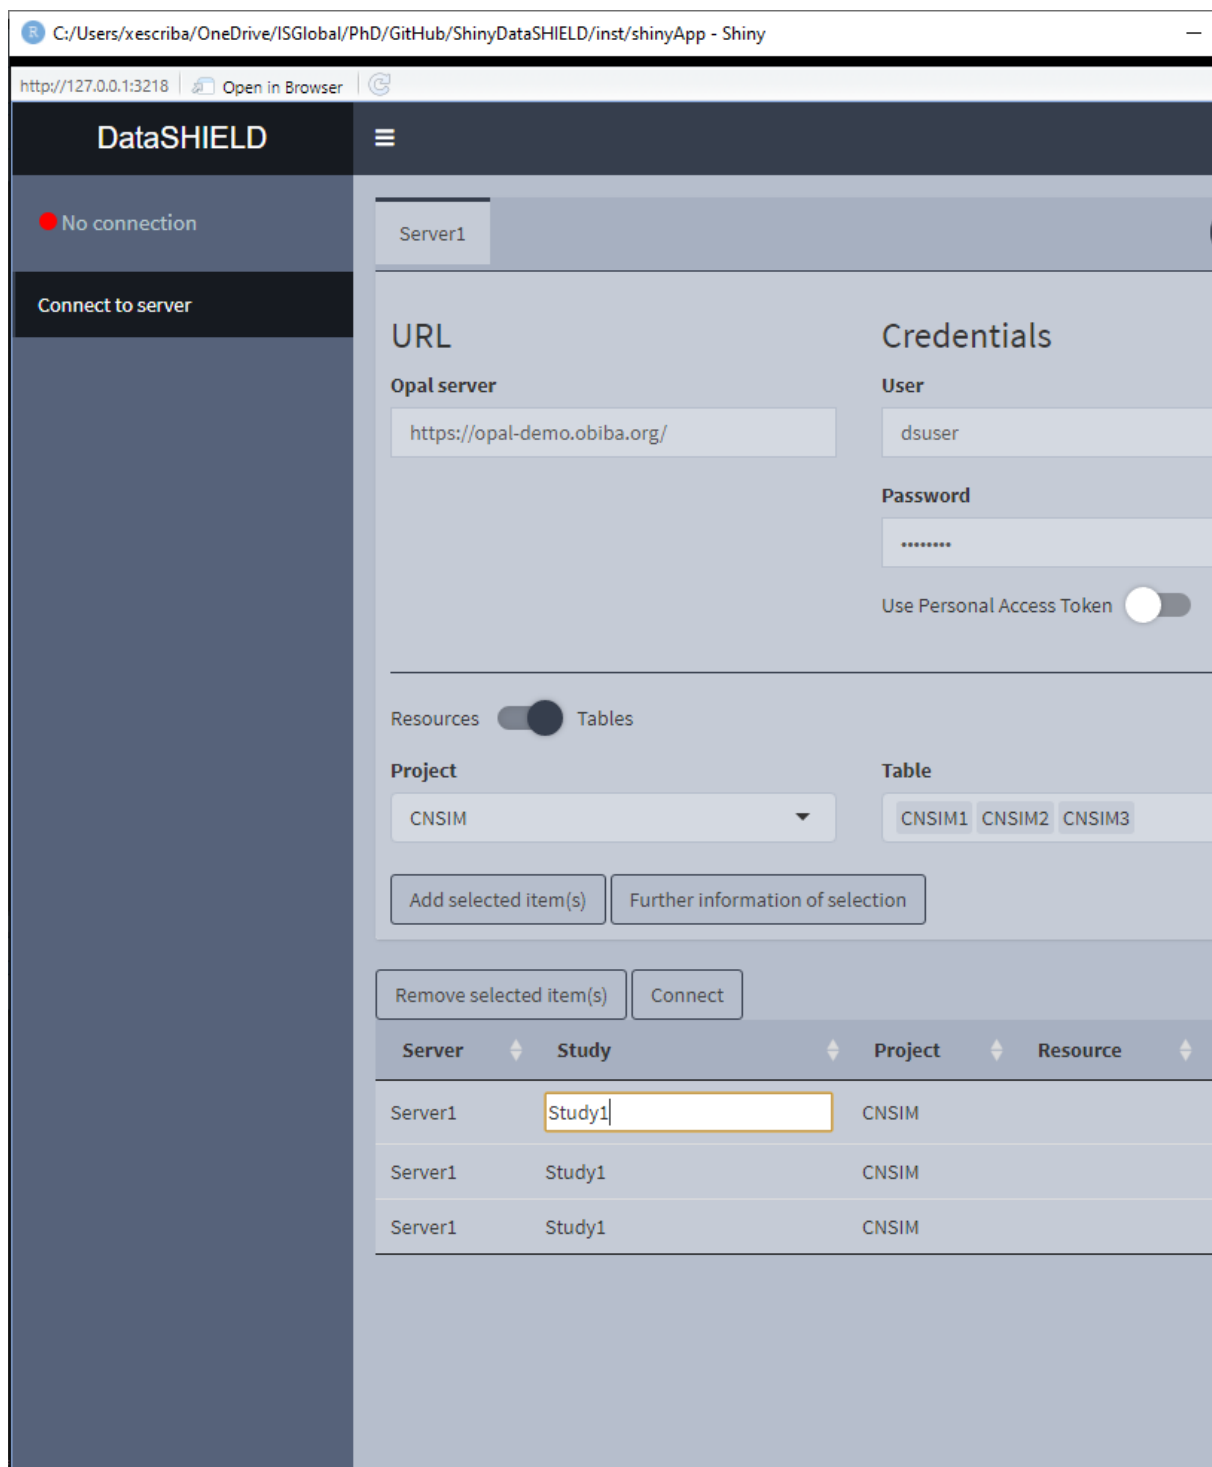 R C:/Users/xescriba/OneDrive/ISGlobal/PhD/GitHub/ShinyDataSHIELD/inst/shinyApp - Shiny
http://127.0.0.1:3218 Open in Browser
DataSHIELD
No connection
Server1
Connect to server
URL Credentials
Opal server User
https://opal-demo.obiba.org/ dsuser
Password
••••••••
Use Personal Access Token
Resources Tables
Project Table
CNSIM CNSIM1 CNSIM2 CNSIM3
Add selected item(s) Further information of selection
Remove selected item(s) Connect
Server Study Project Resource
Server1 Study1 CNSIM
Server1 Study1 CNSIM
Server1 Study1 CNSIM